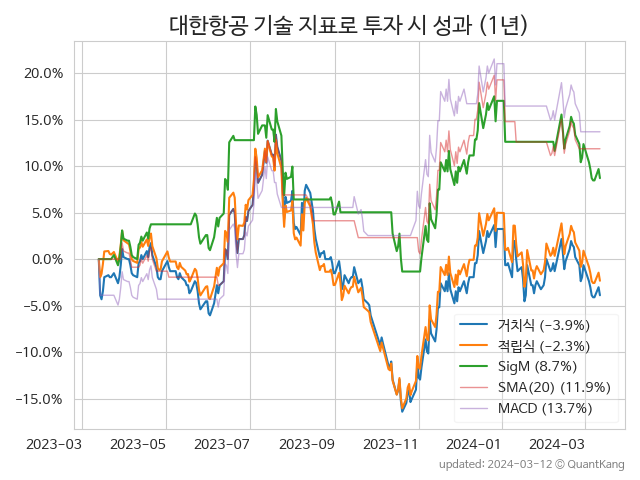 대한항공 기술 지표로 투자 시 성과 (1년)
20.0%
15.0%
10.0%
5.0%
0.0%
−5.0%
−10.0%
−15.0%
거치식 (−3.9%)
적립식 (−2.3%)
SigM (8.7%)
SMA(20) (11.9%)
MACD (13.7%)
2023-03 2023-05 2023-07 2023-09 2023-11 2024-01 2024-03
updated: 2024-03-12 © QuantKang